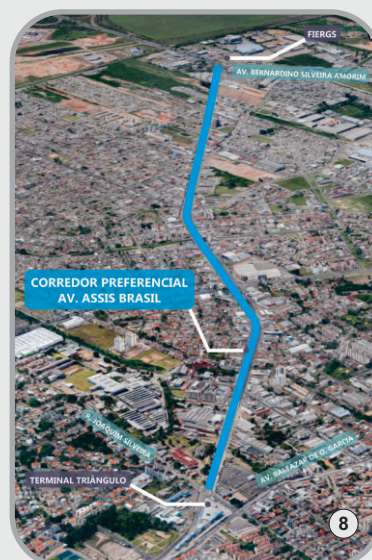 FIERGS
AV. BERNARDINO SILVEIRA AMORIM
CORREDOR PREFERENCIAL
AV. ASSIS BRASIL
R. JOAQUIM SILVEIRA
AV. BALTAZAR DE O. GARCIA
TERMINAL TRIÂNGULO
8